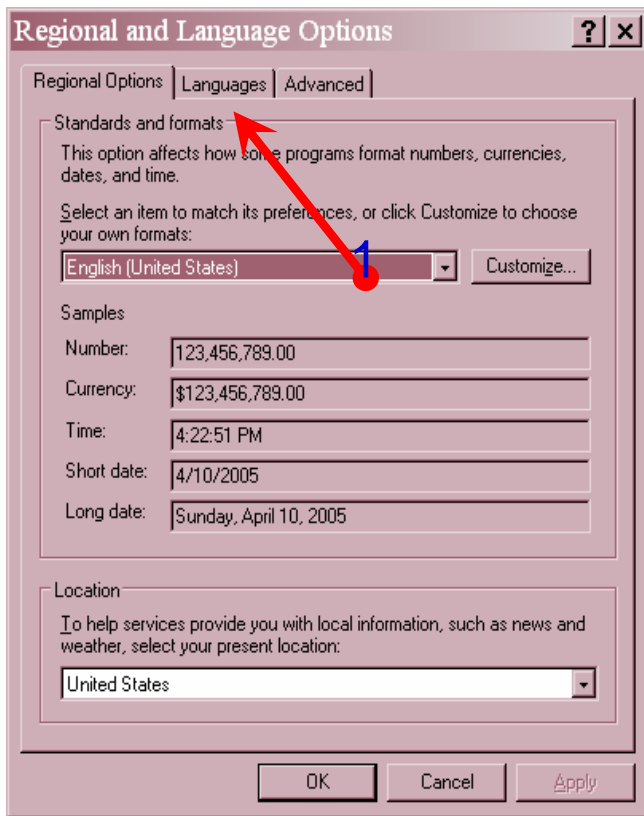 Regional and Language Options
Regional Options Languages Advanced
Standards and formats
This option affects how some programs format numbers, currencies,
dates, and time.
Select an item to match its preferences, or click Customize to choose
your own formats:
English (United States) 1 Customize...
Samples
Number: 123,456,789.00
Currency: $123,456,789.00
Time: 4:22:51 PM
Short date: 4/10/2005
Long date: Sunday, April 10, 2005
Location
To help services provide you with local information, such as news and
weather, select your present location:
United States
OK Cancel Apply